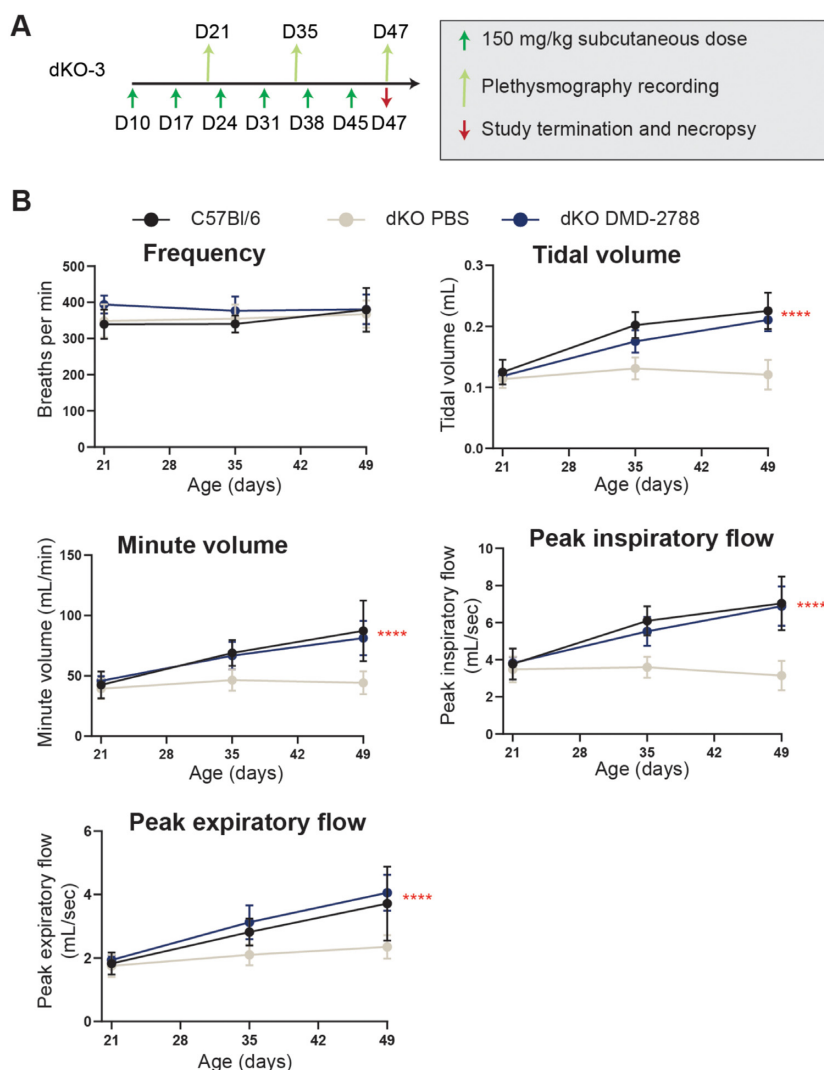 A
D21 D35 D47
dKO-3
D10 D17 D24 D31 D38 D45 D47
150 mg/kg subcutaneous dose
Plethysmography recording
Study termination and necropsy
B
C57Bl/6 dKO PBS dKO DMD-2788
Frequency
Breaths per min
500
400
300
200
100
0
21 28 35 42 49
Age (days)
Tidal volume
Tidal volume (mL)
0.3
0.2
0.1
0.0
****
21 28 35 42 49
Age (days)
Minute volume
Minute volume (mL/min)
150
100
50
0
****
21 28 35 42 49
Age (days)
Peak inspiratory flow
Peak inspiratory flow
(mL/sec)
10
8
6
4
2
0
****
21 28 35 42 49
Age (days)
Peak expiratory flow
Peak expiratory flow
(mL/sec)
6
4
2
0
****
21 28 35 42 49
Age (days)